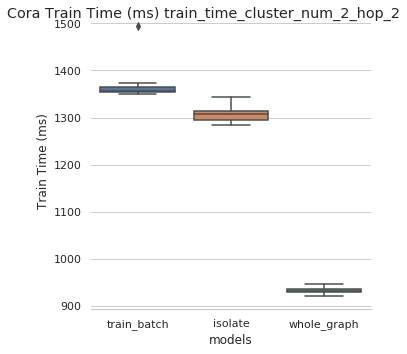 Cora Train Time (ms) train_time_cluster_num_2_hop_2
1500
1400
1300
1200
1100
1000
900
Train Time (ms)
train_batch
isolate
whole_graph
models